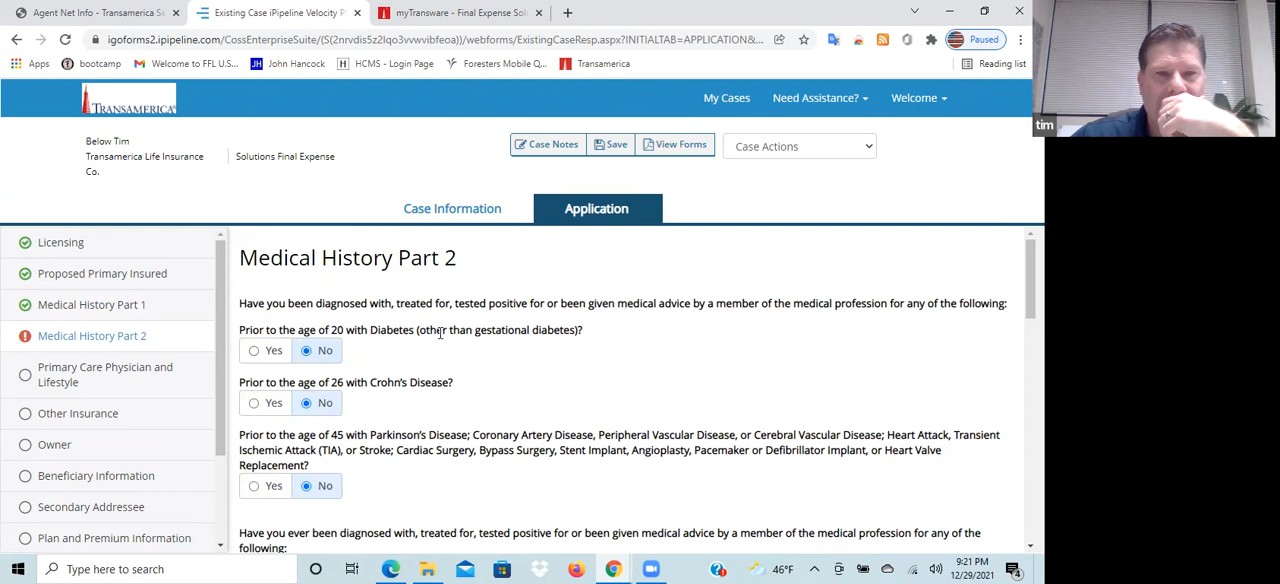 Agent Net Info - Transamerica Se
Existing Case iPipeline Velocity P
myTransware - Final Expense Sol
igoforms2.ipipeline.com/CossEnterpriseSuite/(S(2nrvdis5z2lqo3vvwvibfeoa))/webforms/ExistingCaseResp.aspx?INITIALTAB=APPLICATION&...
Paused
Apps
bootcamp
Welcome to FFL U.S...
JH John Hancock
H HCMS - Login Page
Foresters Mobile Q...
Transamerica
Reading list
tim
TRANSAMERICA
My Cases
Need Assistance?
Welcome
Below Tim
Transamerica Life Insurance
Co.
Solutions Final Expense
Case Notes
Save
View Forms
Case Actions
Case Information
Application
Licensing
Proposed Primary Insured
Medical History Part 1
Medical History Part 2
Primary Care Physician and
Lifestyle
Other Insurance
Owner
Beneficiary Information
Secondary Addressee
Plan and Premium Information
Medical History Part 2
Have you been diagnosed with, treated for, tested positive for or been given medical advice by a member of the medical profession for any of the following:
Prior to the age of 20 with Diabetes (other than gestational diabetes)?
Yes No
Prior to the age of 26 with Crohn's Disease?
Yes No
Prior to the age of 45 with Parkinson's Disease; Coronary Artery Disease, Peripheral Vascular Disease, or Cerebral Vascular Disease; Heart Attack, Transient
Ischemic Attack (TIA), or Stroke; Cardiac Surgery, Bypass Surgery, Stent Implant, Angioplasty, Pacemaker or Defibrillator Implant, or Heart Valve
Replacement?
Yes No
Have you ever been diagnosed with, treated for, tested positive for or been given medical advice by a member of the medical profession for any of the
following:
Type here to search
46°F
9:21 PM
12/29/2021
4